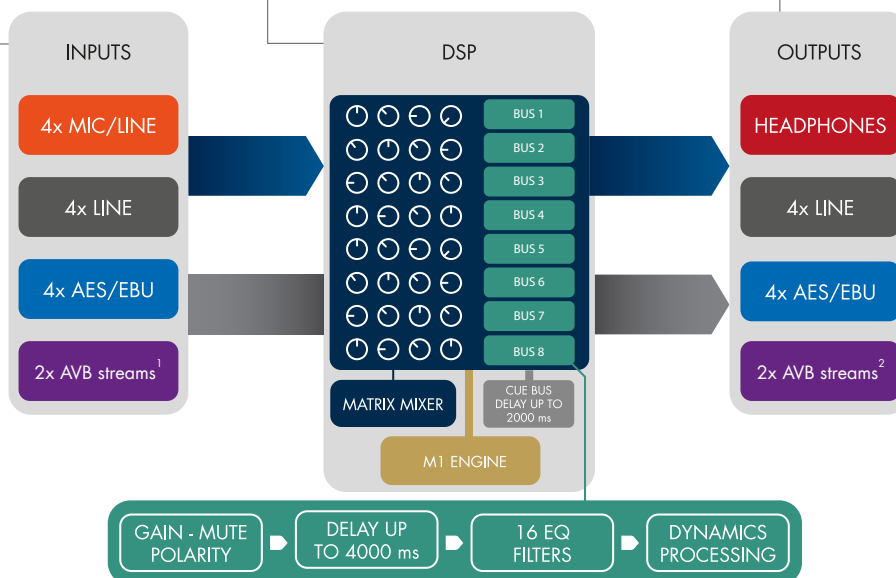 INPUTS
4x MIC/LINE
4x LINE
4x AES/EBU
2x AVB streams¹
DSP
BUS 1
BUS 2
BUS 3
BUS 4
BUS 5
BUS 6
BUS 7
BUS 8
MATRIX MIXER
CUE BUS
DELAY UP TO
2000 ms
M1 ENGINE
OUTPUTS
HEADPHONES
4x LINE
4x AES/EBU
2x AVB streams²
GAIN - MUTE
POLARITY
DELAY UP
TO 4000 ms
16 EQ
FILTERS
DYNAMICS
PROCESSING